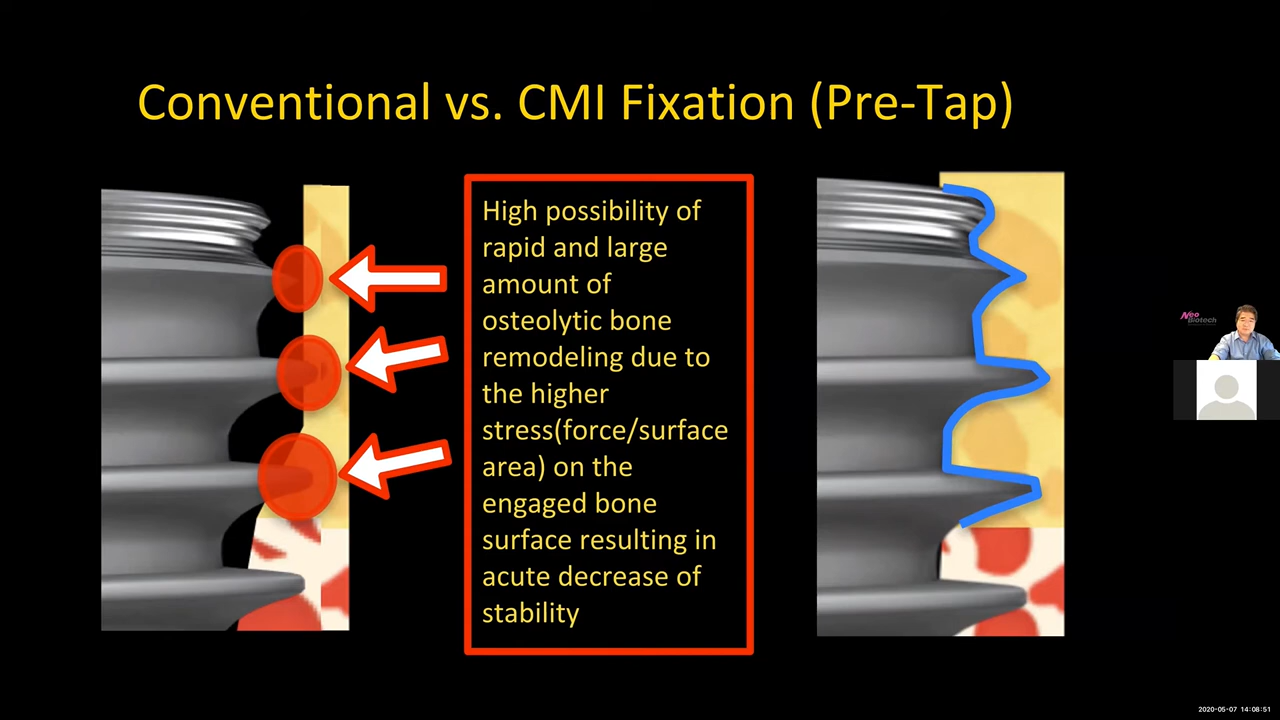 Conventional vs. CMI Fixation (Pre-Tap)
High possibility of
rapid and large
amount of
osteolytic bone
remodeling due to
the higher
stress(force/surface
area) on the
engaged bone
surface resulting in
acute decrease of
stability
Neo
Biotech
2020-05-07 14:08:51